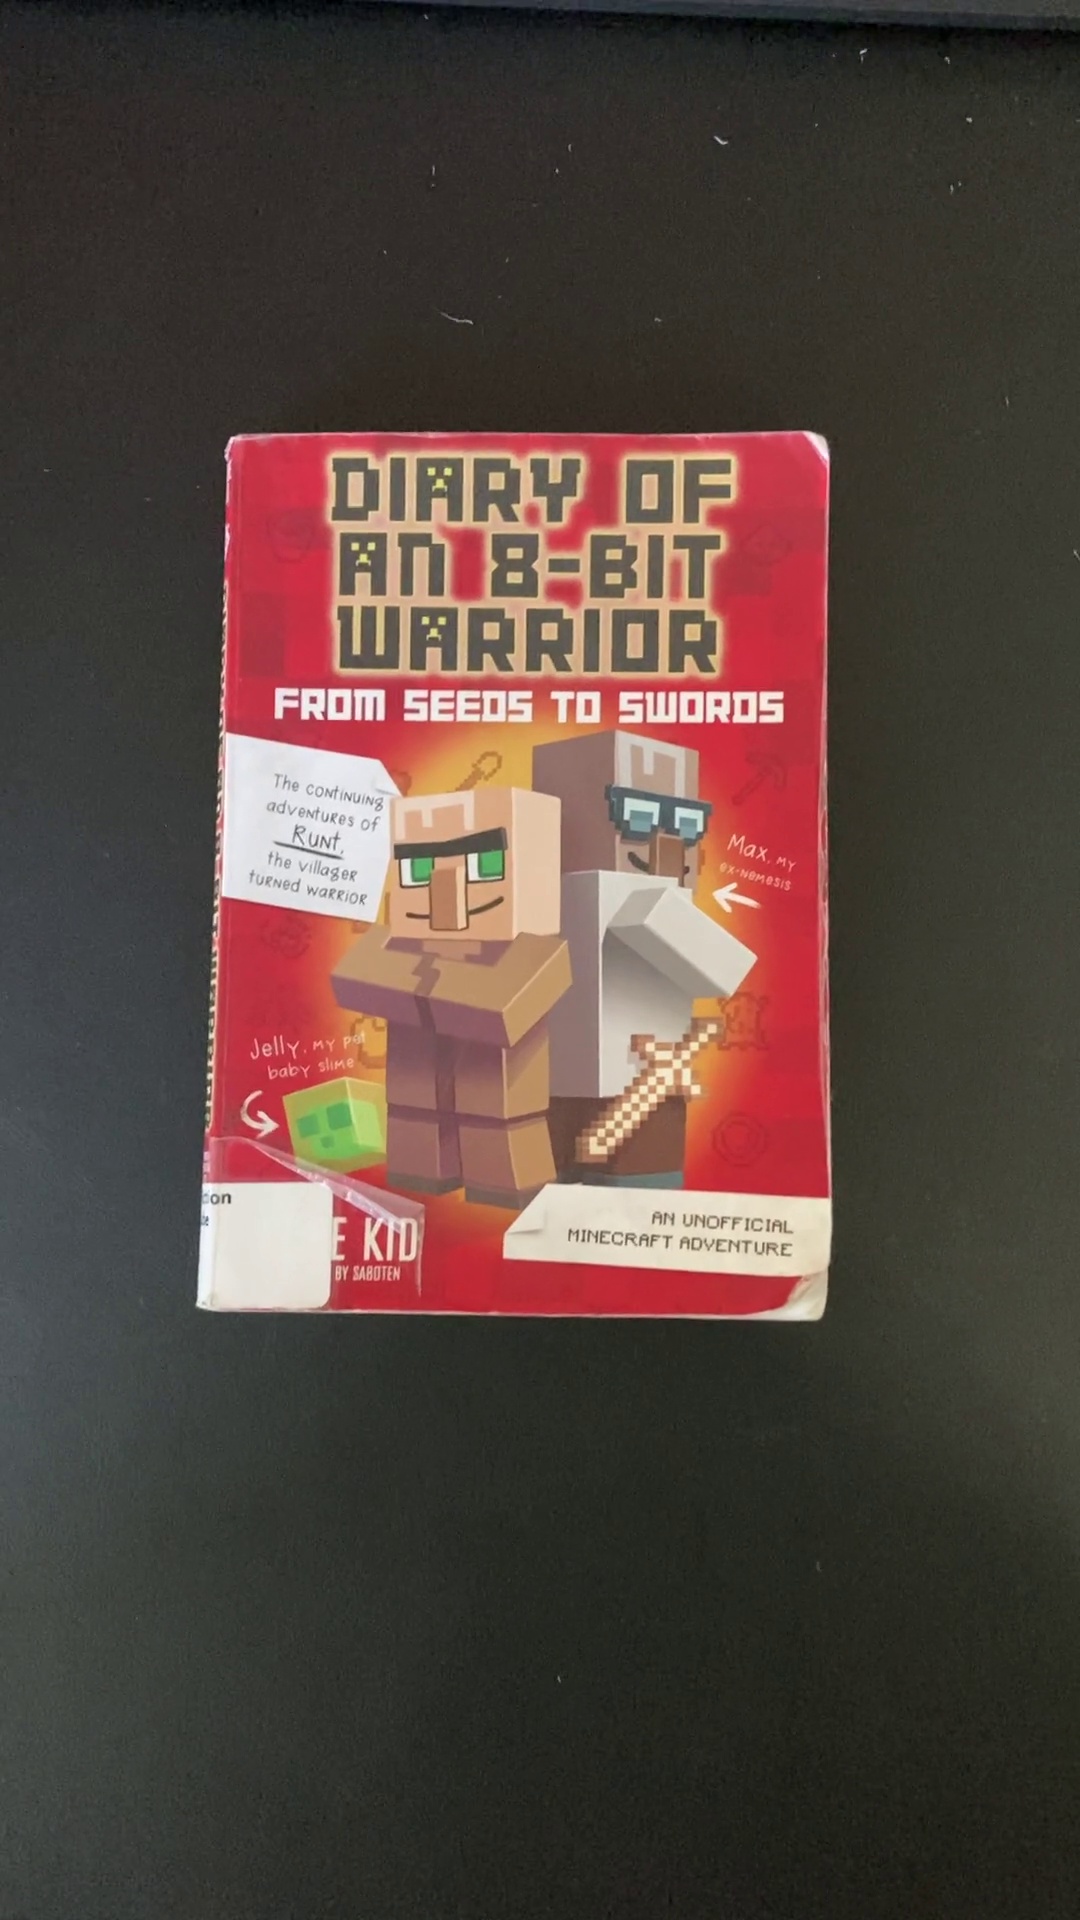 DIARY OF
AN 8-BIT
WARRIOR
FROM SEEDS TO SWORDS
The continuing
adventures of
Runt,
the villager
turned warrior
Max, my
ex-nemesis
Jelly, my pet
baby slime
E KID
BY SABOTEN
AN UNOFFICIAL
MINECRAFT ADVENTURE